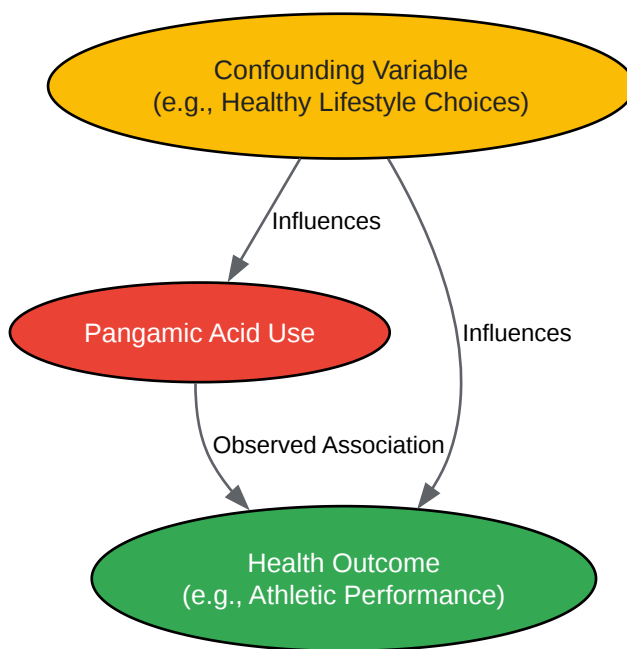 Confounding Variable
(e.g., Healthy Lifestyle Choices)
Influences
Pangamic Acid Use
Influences
Observed Association
Health Outcome
(e.g., Athletic Performance)